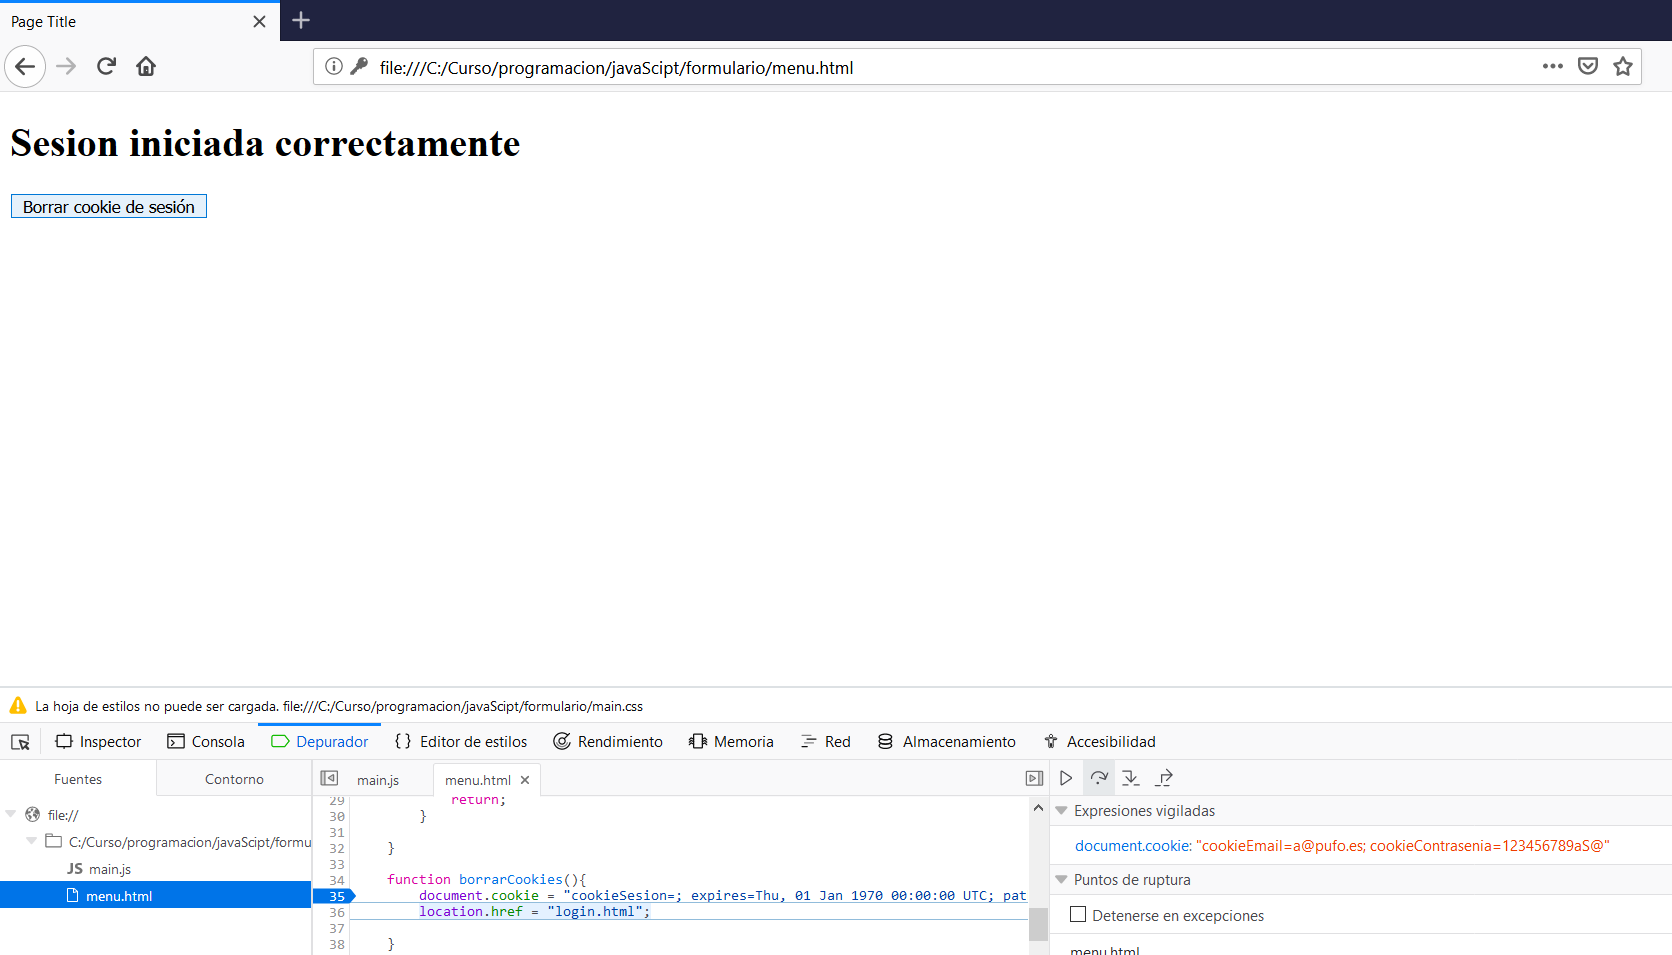 Page Title
file:///C:/Curso/programacion/javaScipt/formulario/menu.html
Sesion iniciada correctamente
Borrar cookie de sesión
La hoja de estilos no puede ser cargada. file:///C:/Curso/programacion/javaScipt/formulario/main.css
Inspector Consola Depurador Editor de estilos Rendimiento Memoria Red Almacenamiento Accesibilidad
Fuentes Contorno
file://
C:/Curso/programacion/javaScipt/formu
JS main.js
menu.html
main.js menu.html
29 return;
30 }
31
32 }
33
34 function borrarCookies(){
35 document.cookie = "cookieSesion=; expires=Thu, 01 Jan 1970 00:00:00 UTC; pat
36 location.href = "login.html";
37
38 }
Expresiones vigiladas
document.cookie: "cookieEmail=a@pufo.es; cookieContrasenia=123456789aS@"
Puntos de ruptura
Detenerse en excepciones
menu.html